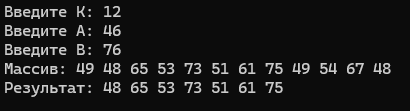 Введите К: 12
Введите А: 46
Введите В: 76
Массив: 49 48 65 53 73 51 61 75 49 54 67 48
Результат: 48 65 53 73 51 61 75